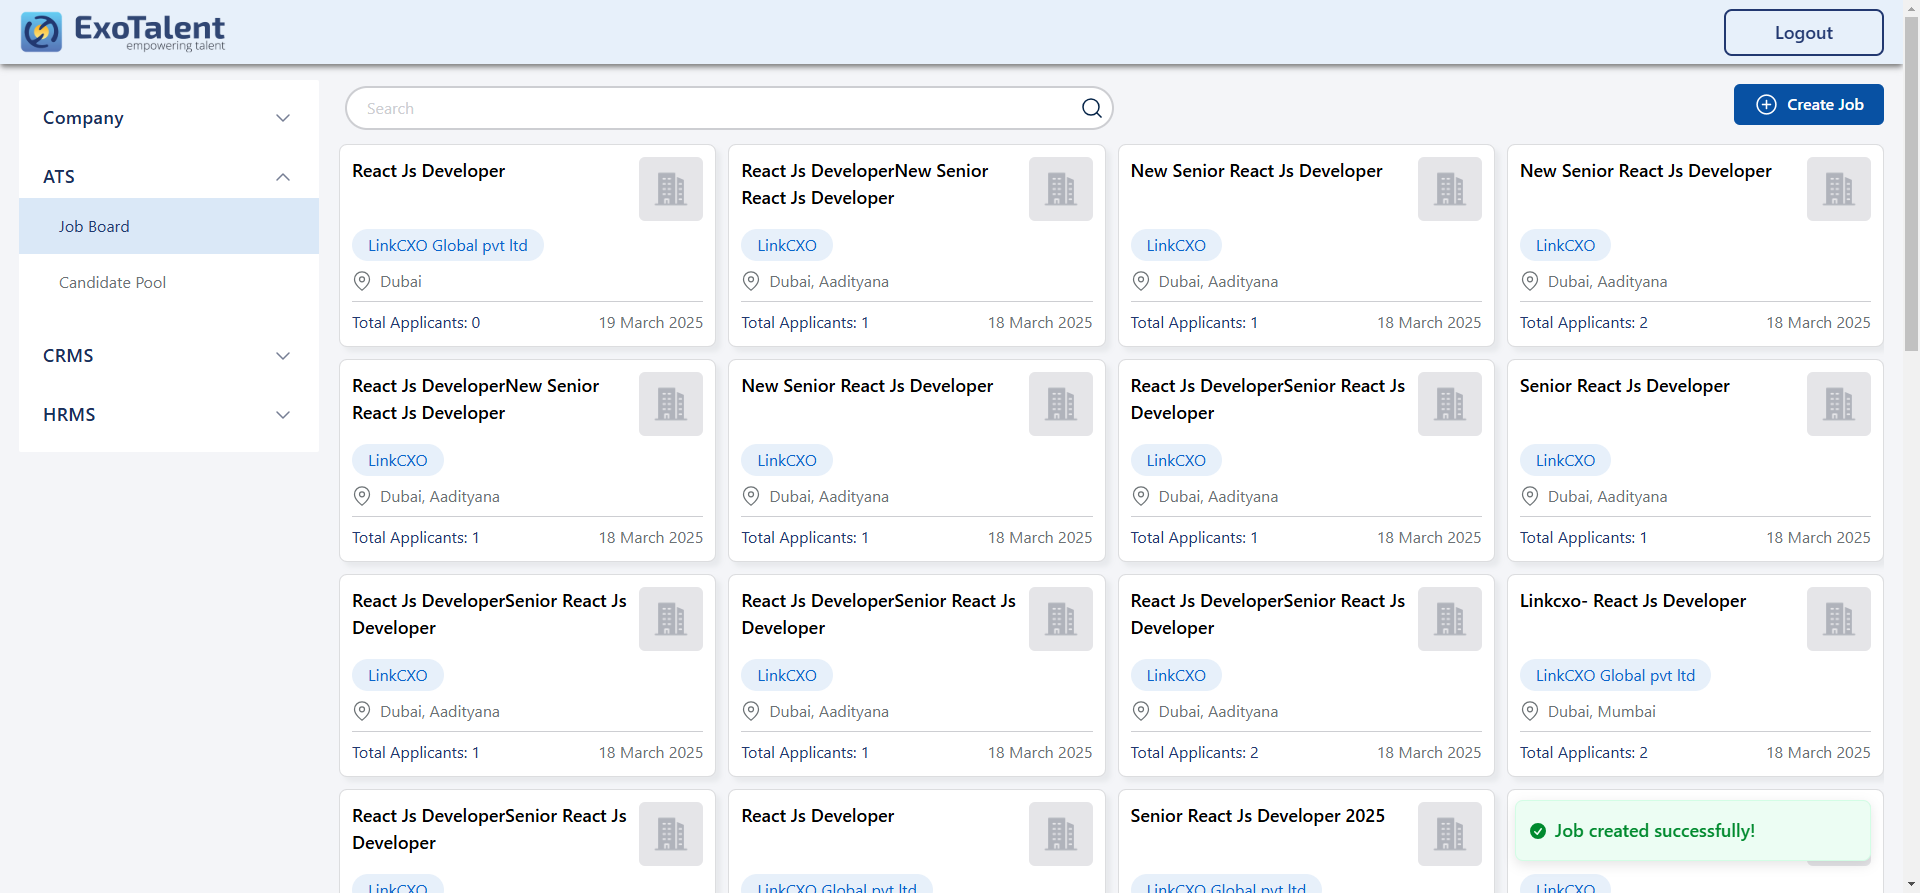 ExoTalent
empowering talent
Logout
Company
ATS
Job Board
Candidate Pool
CRMS
HRMS
Search
Create Job
React Js Developer
LinkCXO Global pvt ltd
Dubai
Total Applicants: 0
19 March 2025
React Js DeveloperNew Senior
React Js Developer
LinkCXO
Dubai, Aadityana
Total Applicants: 1
18 March 2025
New Senior React Js Developer
LinkCXO
Dubai, Aadityana
Total Applicants: 1
18 March 2025
New Senior React Js Developer
LinkCXO
Dubai, Aadityana
Total Applicants: 2
18 March 2025
React Js DeveloperNew Senior
React Js Developer
LinkCXO
Dubai, Aadityana
Total Applicants: 1
18 March 2025
New Senior React Js Developer
LinkCXO
Dubai, Aadityana
Total Applicants: 1
18 March 2025
React Js DeveloperSenior React Js
Developer
LinkCXO
Dubai, Aadityana
Total Applicants: 1
18 March 2025
Senior React Js Developer
LinkCXO
Dubai, Aadityana
Total Applicants: 1
18 March 2025
React Js DeveloperSenior React Js
Developer
LinkCXO
Dubai, Aadityana
Total Applicants: 1
18 March 2025
React Js DeveloperSenior React Js
Developer
LinkCXO
Dubai, Aadityana
Total Applicants: 1
18 March 2025
React Js DeveloperSenior React Js
Developer
LinkCXO
Dubai, Aadityana
Total Applicants: 2
18 March 2025
Linkcxo- React Js Developer
LinkCXO Global pvt ltd
Dubai, Mumbai
Total Applicants: 2
18 March 2025
React Js DeveloperSenior React Js
Developer
LinkCXO
React Js Developer
LinkCXO Global pvt ltd
Senior React Js Developer 2025
LinkCXO Global pvt ltd
Job created successfully!
LinkCXO